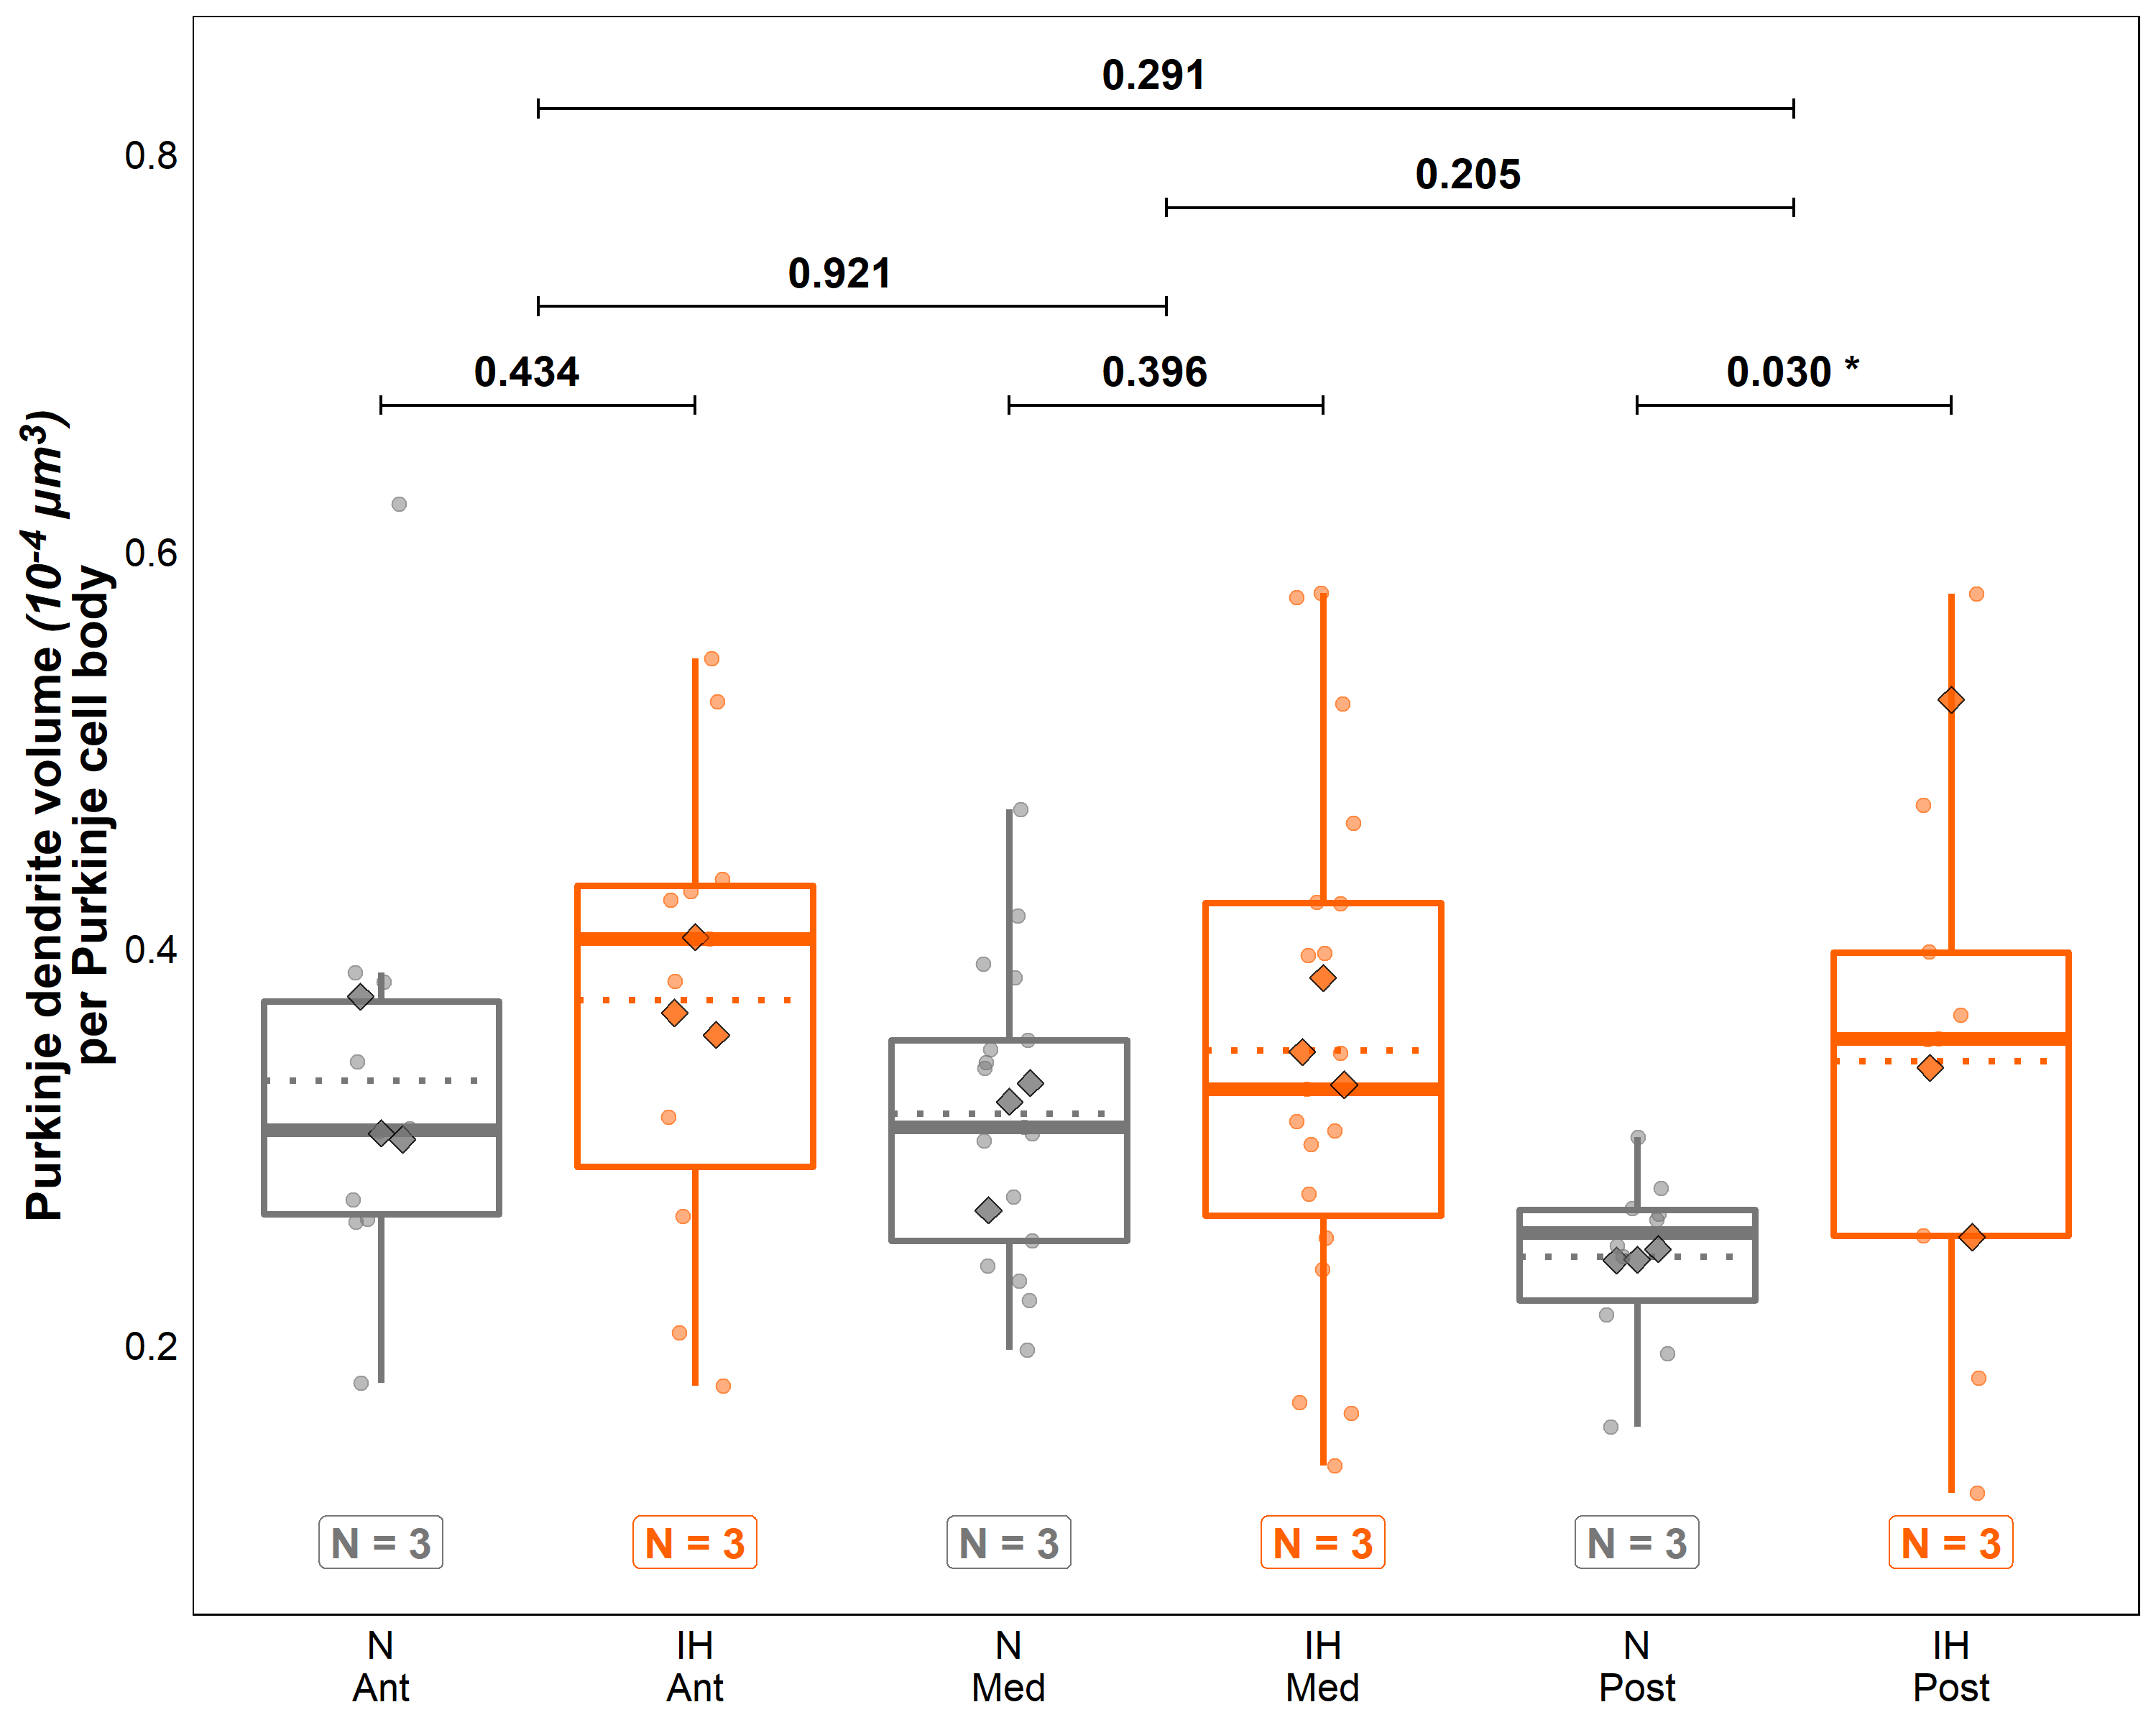 Purkinje dendrite volume (10⁻⁴ µm³)
per Purkinje cell body
0.8
0.6
0.4
0.2
0.291
0.205
0.921
0.434
0.396
0.030 *
N = 3
N = 3
N = 3
N = 3
N = 3
N = 3
N
Ant
IH
Ant
N
Med
IH
Med
N
Post
IH
Post